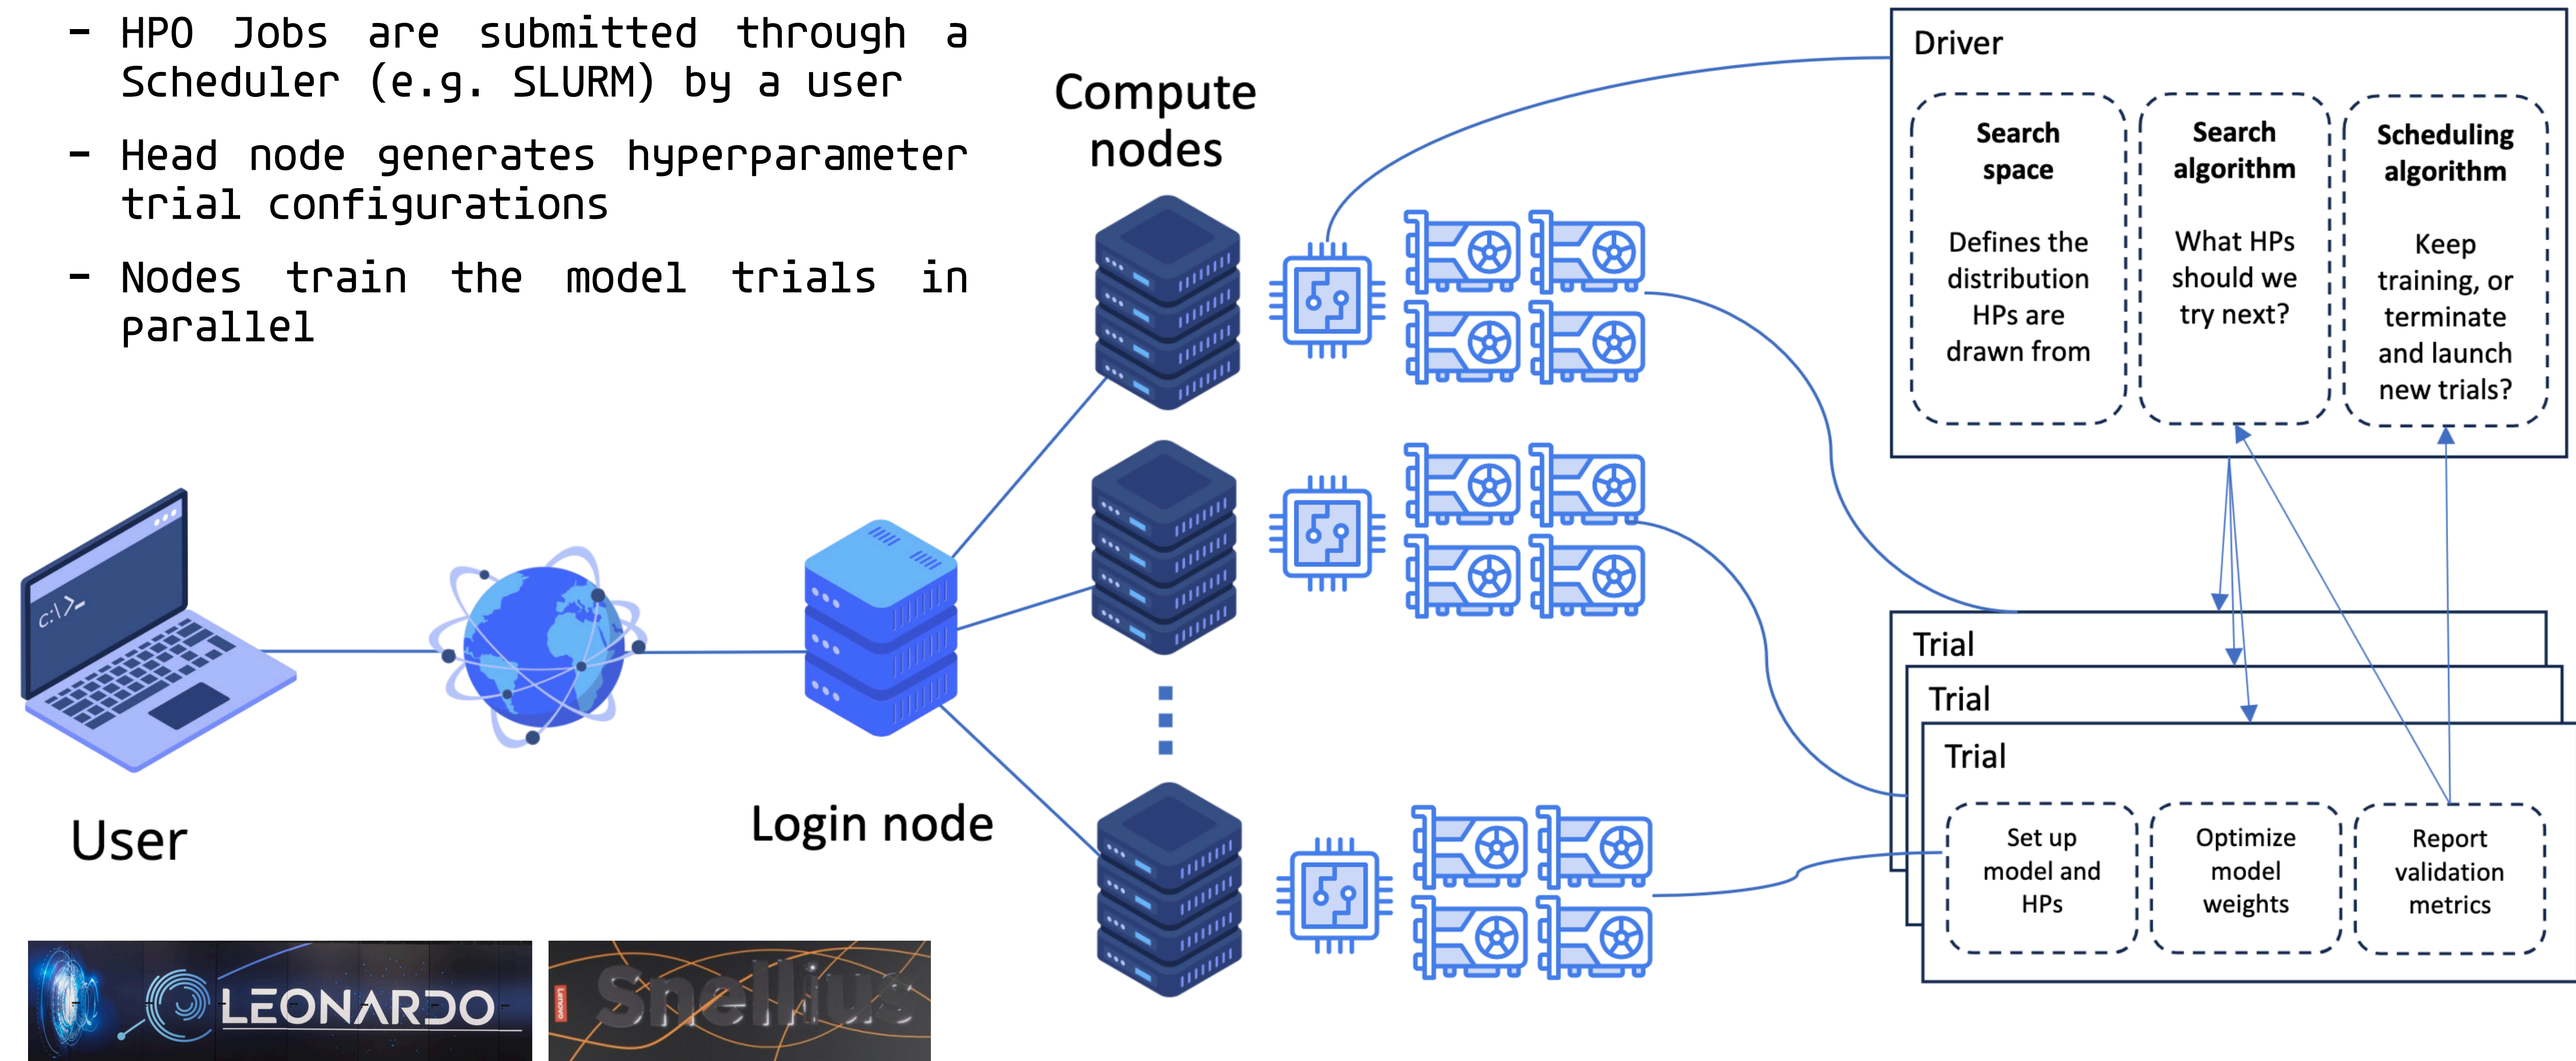 - HPO Jobs are submitted through a
Scheduler (e.g. SLURM) by a user
- Head node generates hyperparameter
trial configurations
- Nodes train the model trials in
parallel
Compute
nodes
c:\>-
User
Login node
LEONARDO
Lenovo
Snellius
Driver
Search
space
Defines the
distribution
HPs are
drawn from
Search
algorithm
What HPs
should we
try next?
Scheduling
algorithm
Keep
training, or
terminate
and launch
new trials?
Trial
Trial
Trial
Set up
model and
HPs
Optimize
model
weights
Report
validation
metrics